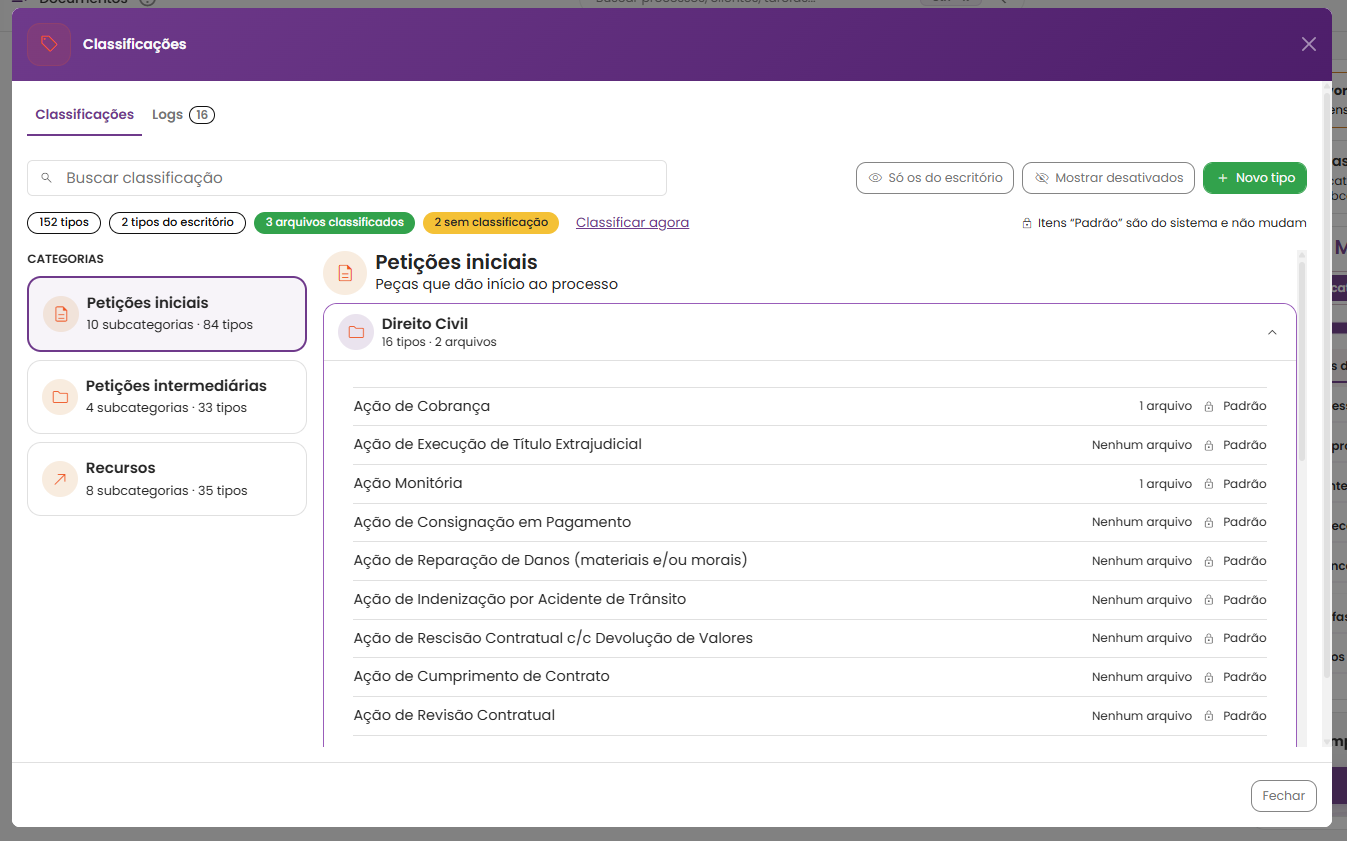 Documentos
Classificações
Classificações
Logs 16
Buscar classificação
Só os do escritório
Mostrar desativados
+ Novo tipo
152 tipos
2 tipos do escritório
3 arquivos classificados
2 sem classificação
Classificar agora
Itens “Padrão” são do sistema e não mudam
CATEGORIAS
Petições iniciais
10 subcategorias · 84 tipos
Petições intermediárias
4 subcategorias · 33 tipos
Recursos
8 subcategorias · 35 tipos
Petições iniciais
Peças que dão início ao processo
Direito Civil
16 tipos · 2 arquivos
Ação de Cobrança 1 arquivo Padrão
Ação de Execução de Título Extrajudicial Nenhum arquivo Padrão
Ação Monitória 1 arquivo Padrão
Ação de Consignação em Pagamento Nenhum arquivo Padrão
Ação de Reparação de Danos (materiais e/ou morais) Nenhum arquivo Padrão
Ação de Indenização por Acidente de Trânsito Nenhum arquivo Padrão
Ação de Rescisão Contratual c/c Devolução de Valores Nenhum arquivo Padrão
Ação de Cumprimento de Contrato Nenhum arquivo Padrão
Ação de Revisão Contratual Nenhum arquivo Padrão
Fechar